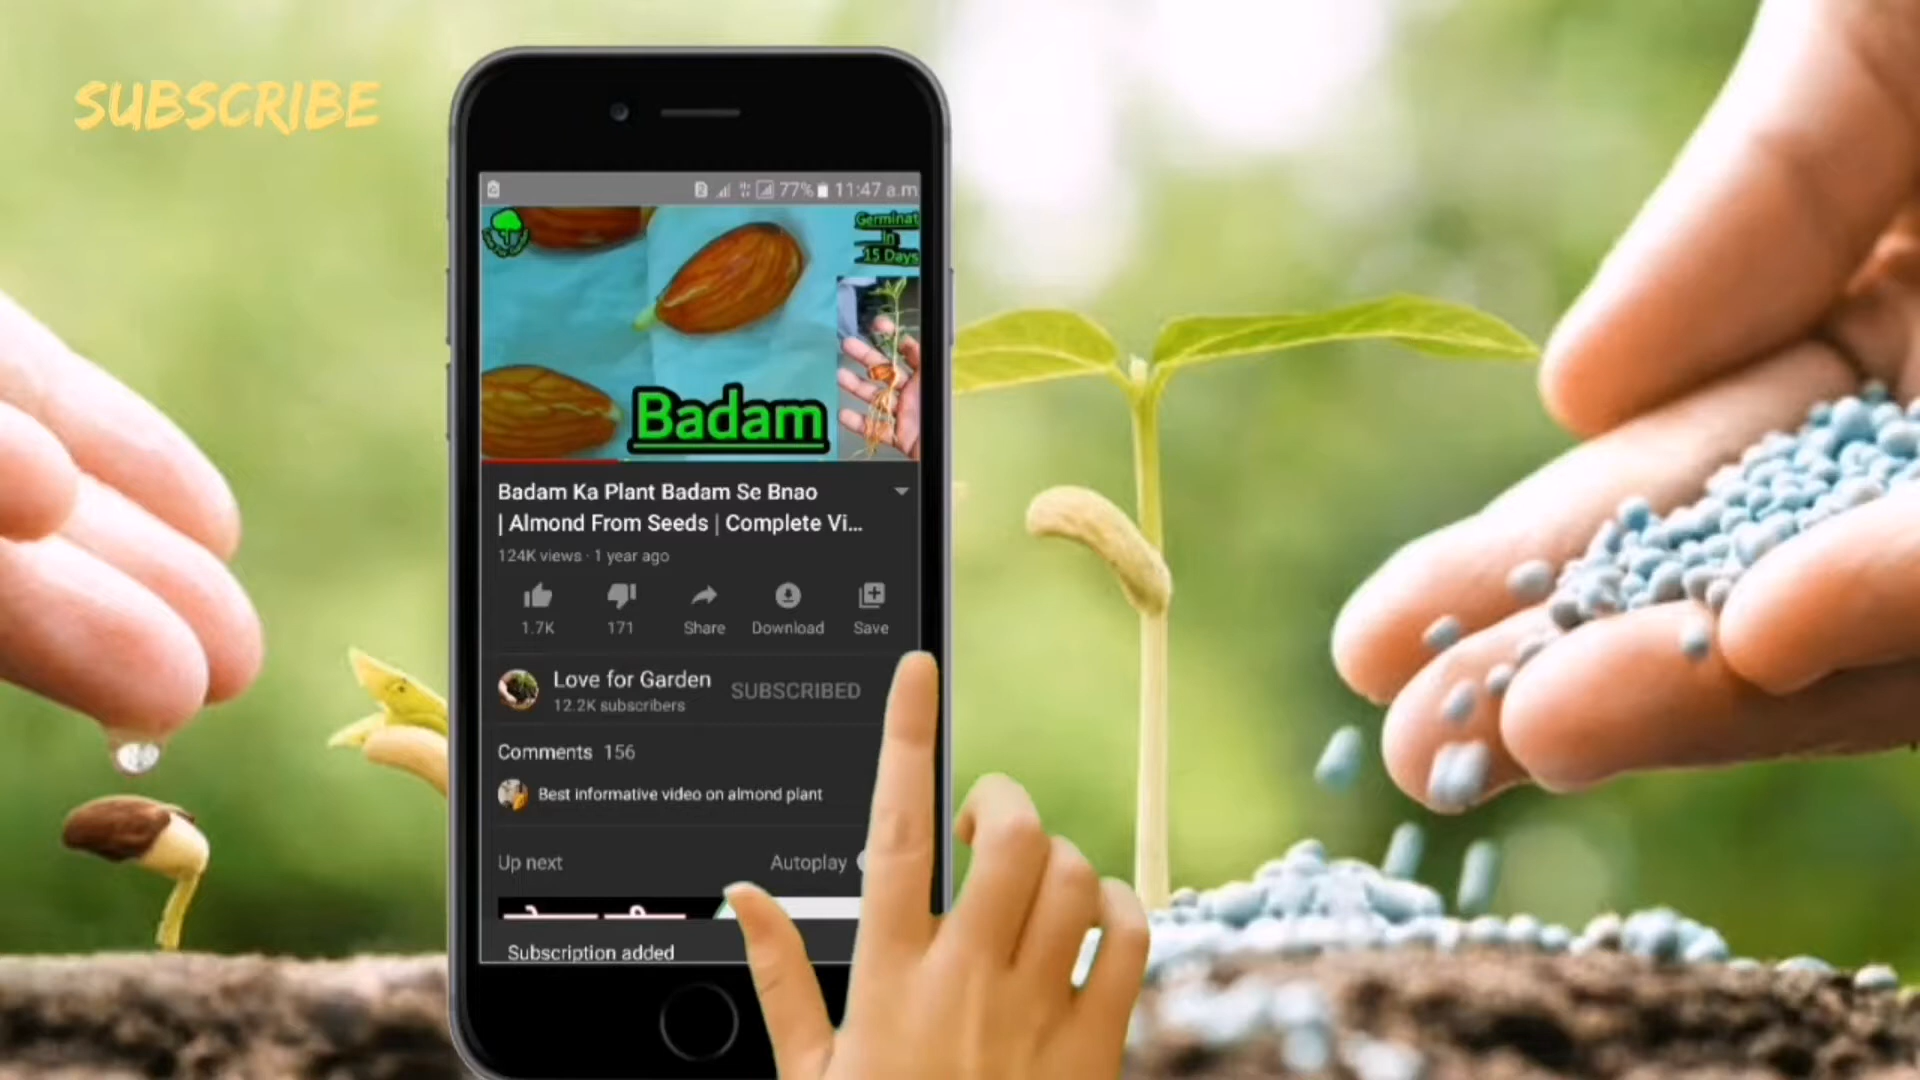 SUBSCRIBE
77% 11:47 a.m
Germinat
In
15 Days
Badam
Badam Ka Plant Badam Se Bnao
| Almond From Seeds | Complete Vi...
124K views · 1 year ago
1.7K 171 Share Download Save
Love for Garden
12.2K subscribers
SUBSCRIBED
Comments 156
Best informative video on almond plant
Up next Autoplay
Subscription added